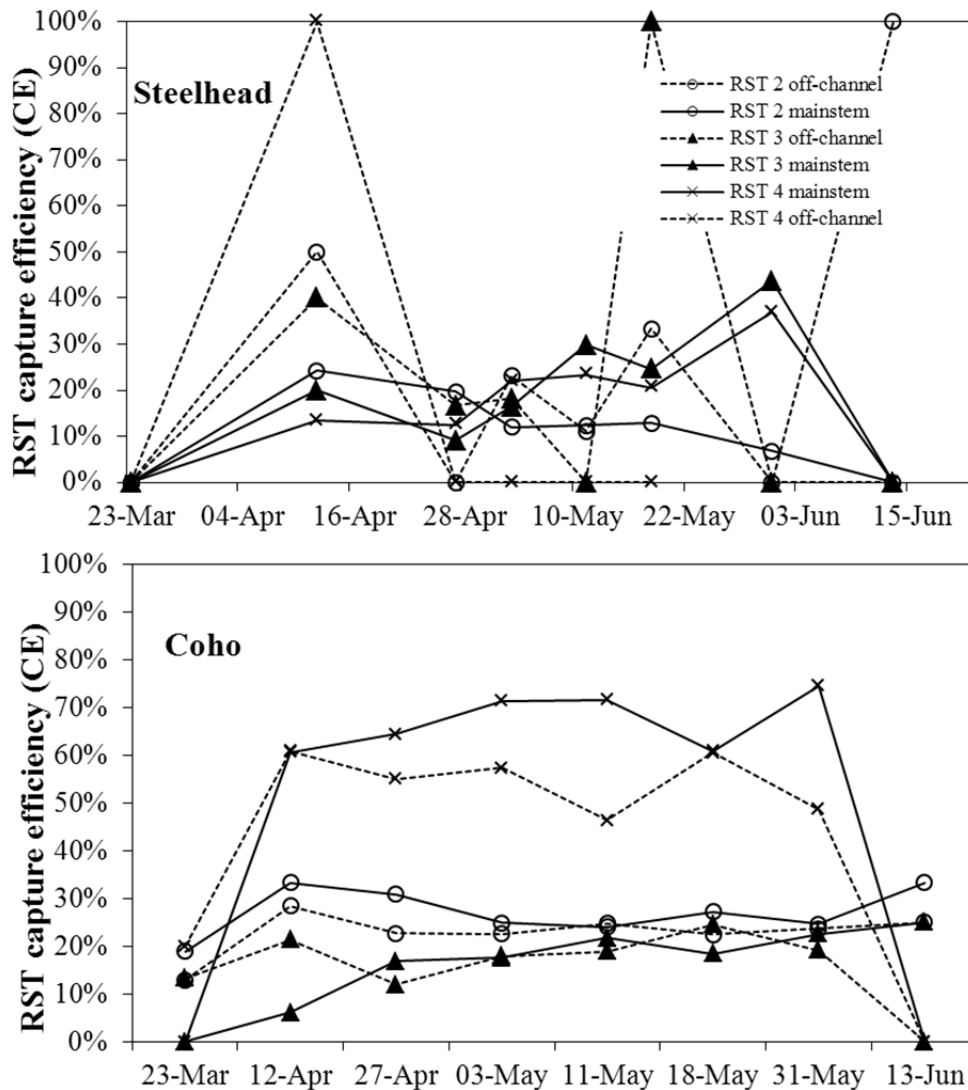 RST capture efficiency (CE)
100%
90%
80%
70%
60%
50%
40%
30%
20%
10%
0%
Steelhead
RST 2 off-channel
RST 2 mainstem
RST 3 off-channel
RST 3 mainstem
RST 4 mainstem
RST 4 off-channel
23-Mar 04-Apr 16-Apr 28-Apr 10-May 22-May 03-Jun 15-Jun
RST capture efficiency (CE)
100%
90%
80%
70%
60%
50%
40%
30%
20%
10%
0%
Coho
23-Mar 12-Apr 27-Apr 03-May 11-May 18-May 31-May 13-Jun